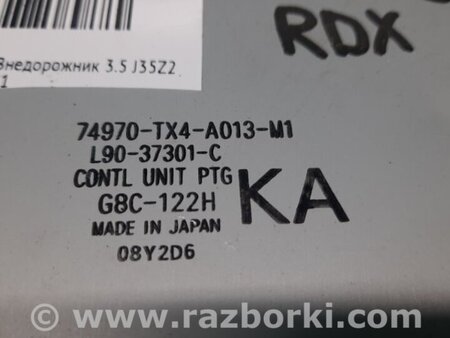 RDX
Внедорожник 3.5 J35Z2
1
74970-TX4-A013-M1
L90-37301-C
CONTL UNIT PTG
G8C-122H
KA
MADE IN JAPAN
08Y2D6
© www.razborki.com